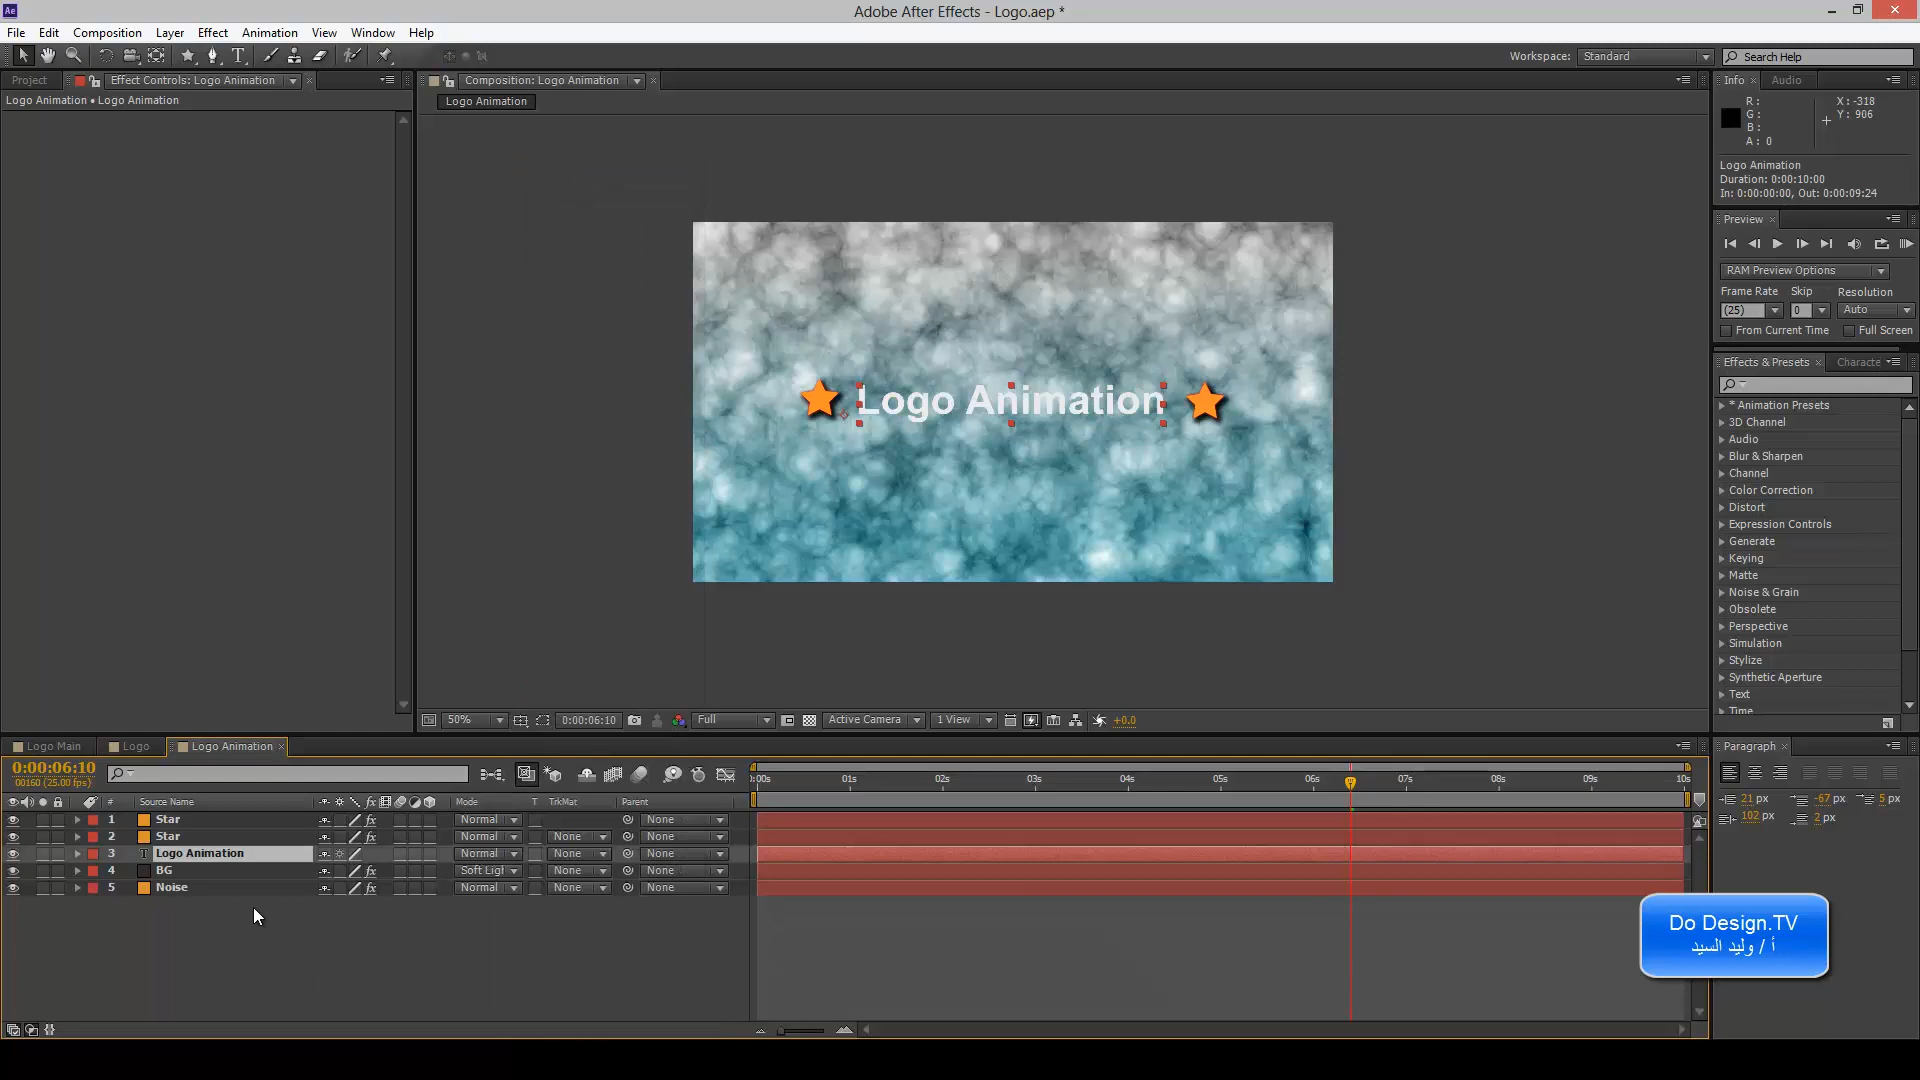 Adobe After Effects - Logo.aep *
File Edit Composition Layer Effect Animation View Window Help
Workspace: Standard Search Help
Project Effect Controls: Logo Animation Composition: Logo Animation Info Audio
Logo Animation • Logo Animation
Logo Animation
R :
G :
B :
A : 0
X : -318
Y : 906
Logo Animation
Duration: 0:00:10:00
In: 0:00:00:00, Out: 0:00:09:24
Preview
RAM Preview Options
Frame Rate Skip Resolution
(25) 0 Auto
From Current Time Full Screen
Effects & Presets Characte
* Animation Presets
3D Channel
Audio
Blur & Sharpen
Channel
Color Correction
Distort
Expression Controls
Generate
Keying
Matte
Noise & Grain
Obsolete
Perspective
Simulation
Stylize
Synthetic Aperture
Text
Time
Logo Animation
50% 0:00:06:10 Full Active Camera 1 View +0.0
Logo Main Logo Logo Animation
0:00:06:10
00160 (25.00 fps)
:00s 01s 02s 03s 04s 05s 06s 07s 08s 09s 10s
# Source Name fx Mode T TrkMat Parent
1 Star fx Normal None
2 Star fx Normal None None
3 T Logo Animation Normal None None
4 BG fx Soft Ligl None None
5 Noise fx Normal None None
Paragraph
21 px -67 px 5 px
102 px 2 px
Do Design.TV
أ / وليد السيد